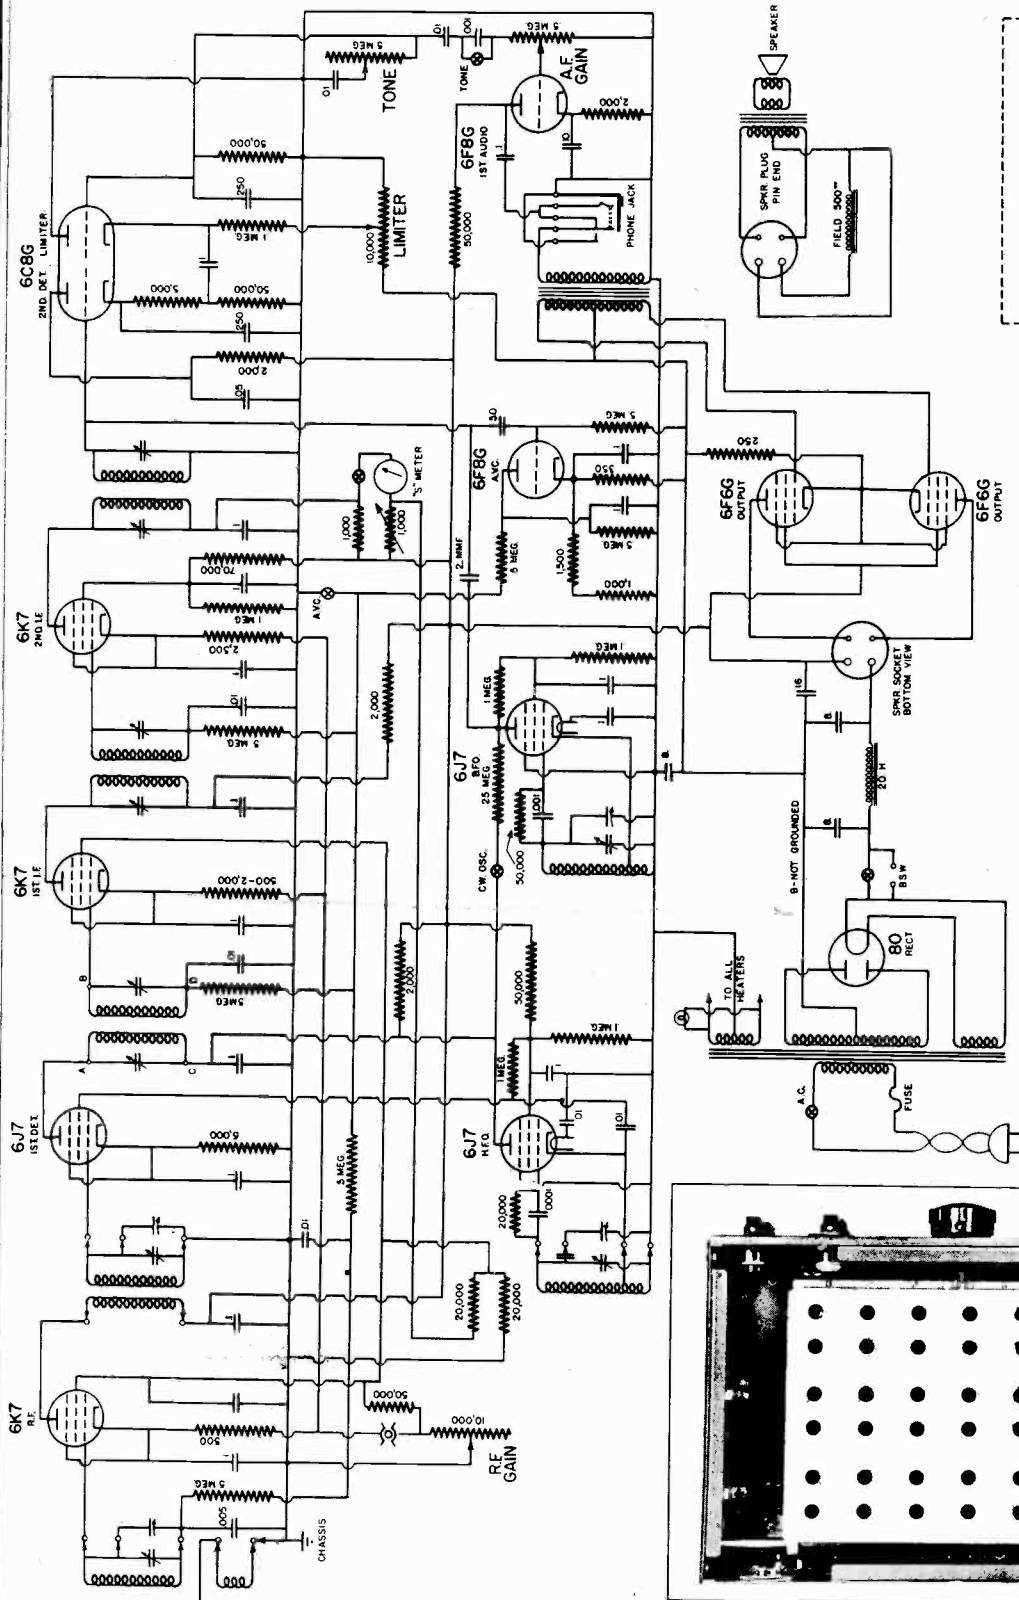 6K7
R.F.
5 MEG
.005
CHASSIS
500
50,000
10,000
R.F.
GAIN
6J7
1ST. DET.
5,000
.01
5 MEG.
20,000
20,000
A
C
B
D
6K7
1ST. I.F.
5 MEG
500-2,000
2,000
6K7
2ND I.F.
5 MEG
.01
2,500
1 MEG
70,000
A.V.C.
2,000
1,000
1,000
"S" METER
6C8G
2ND. DET. LIMITER
.05
2,000
.250
5,000
50,000
.1
1 MEG.
.250
50,000
10,000
LIMITER
.01
5 MEG
TONE
.01
.001
TONE
5 MEG.
A.F.
GAIN
6F8G
1ST AUDIO
50,000
.1
10
2,000
PHONE JACK
6J7
H.F.O.
20,000
.0001
1 MEG.
50,000
1 MEG.
.01
.01
6J7
B.F.O.
CW. OSC.
.25 MEG.
1 MEG.
50,000
.001
1 MEG
2. MMF
6F8G
A.V.C.
.50
5 MEG.
5 MEG.
350
1,500
5 MEG
1,000
8
TO ALL
HEATERS
A.C.
FUSE
80
RECT
B-NOT GROUNDED
B SW
8
20 H
8
16
SPKR SOCKET
BOTTOM VIEW
6F6G
OUTPUT
250
6F6G
OUTPUT
SPKR. PLUG
PIN END
FIELD 500ʷ
SPEAKER